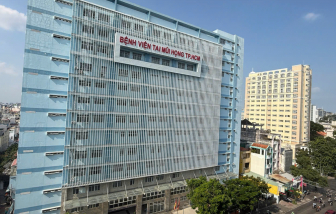 BỆNH VIỆN TAI MŨI HỌNG TP.HCM